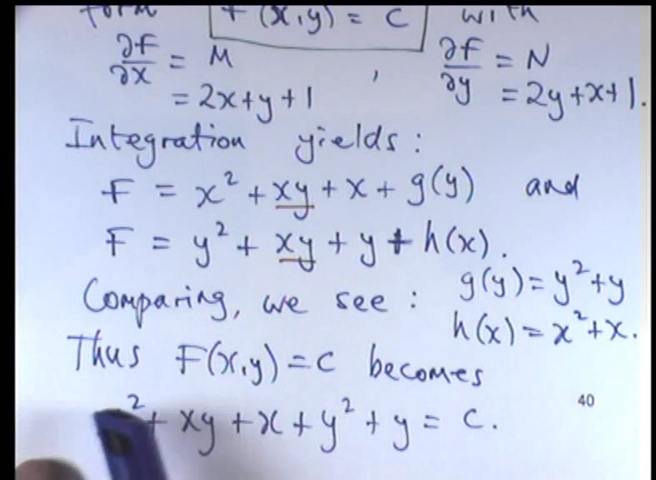 form F(x,y) = C with
∂F/∂x = M , ∂F/∂y = N
= 2x+y+1 = 2y+x+1.
Integration yields:
F = x² + xy + x + g(y) and
F = y² + xy + y + h(x).
Comparing, we see: g(y)=y²+y
h(x)=x²+x.
Thus F(x,y)=C becomes
² + xy + x + y² + y = C.
40